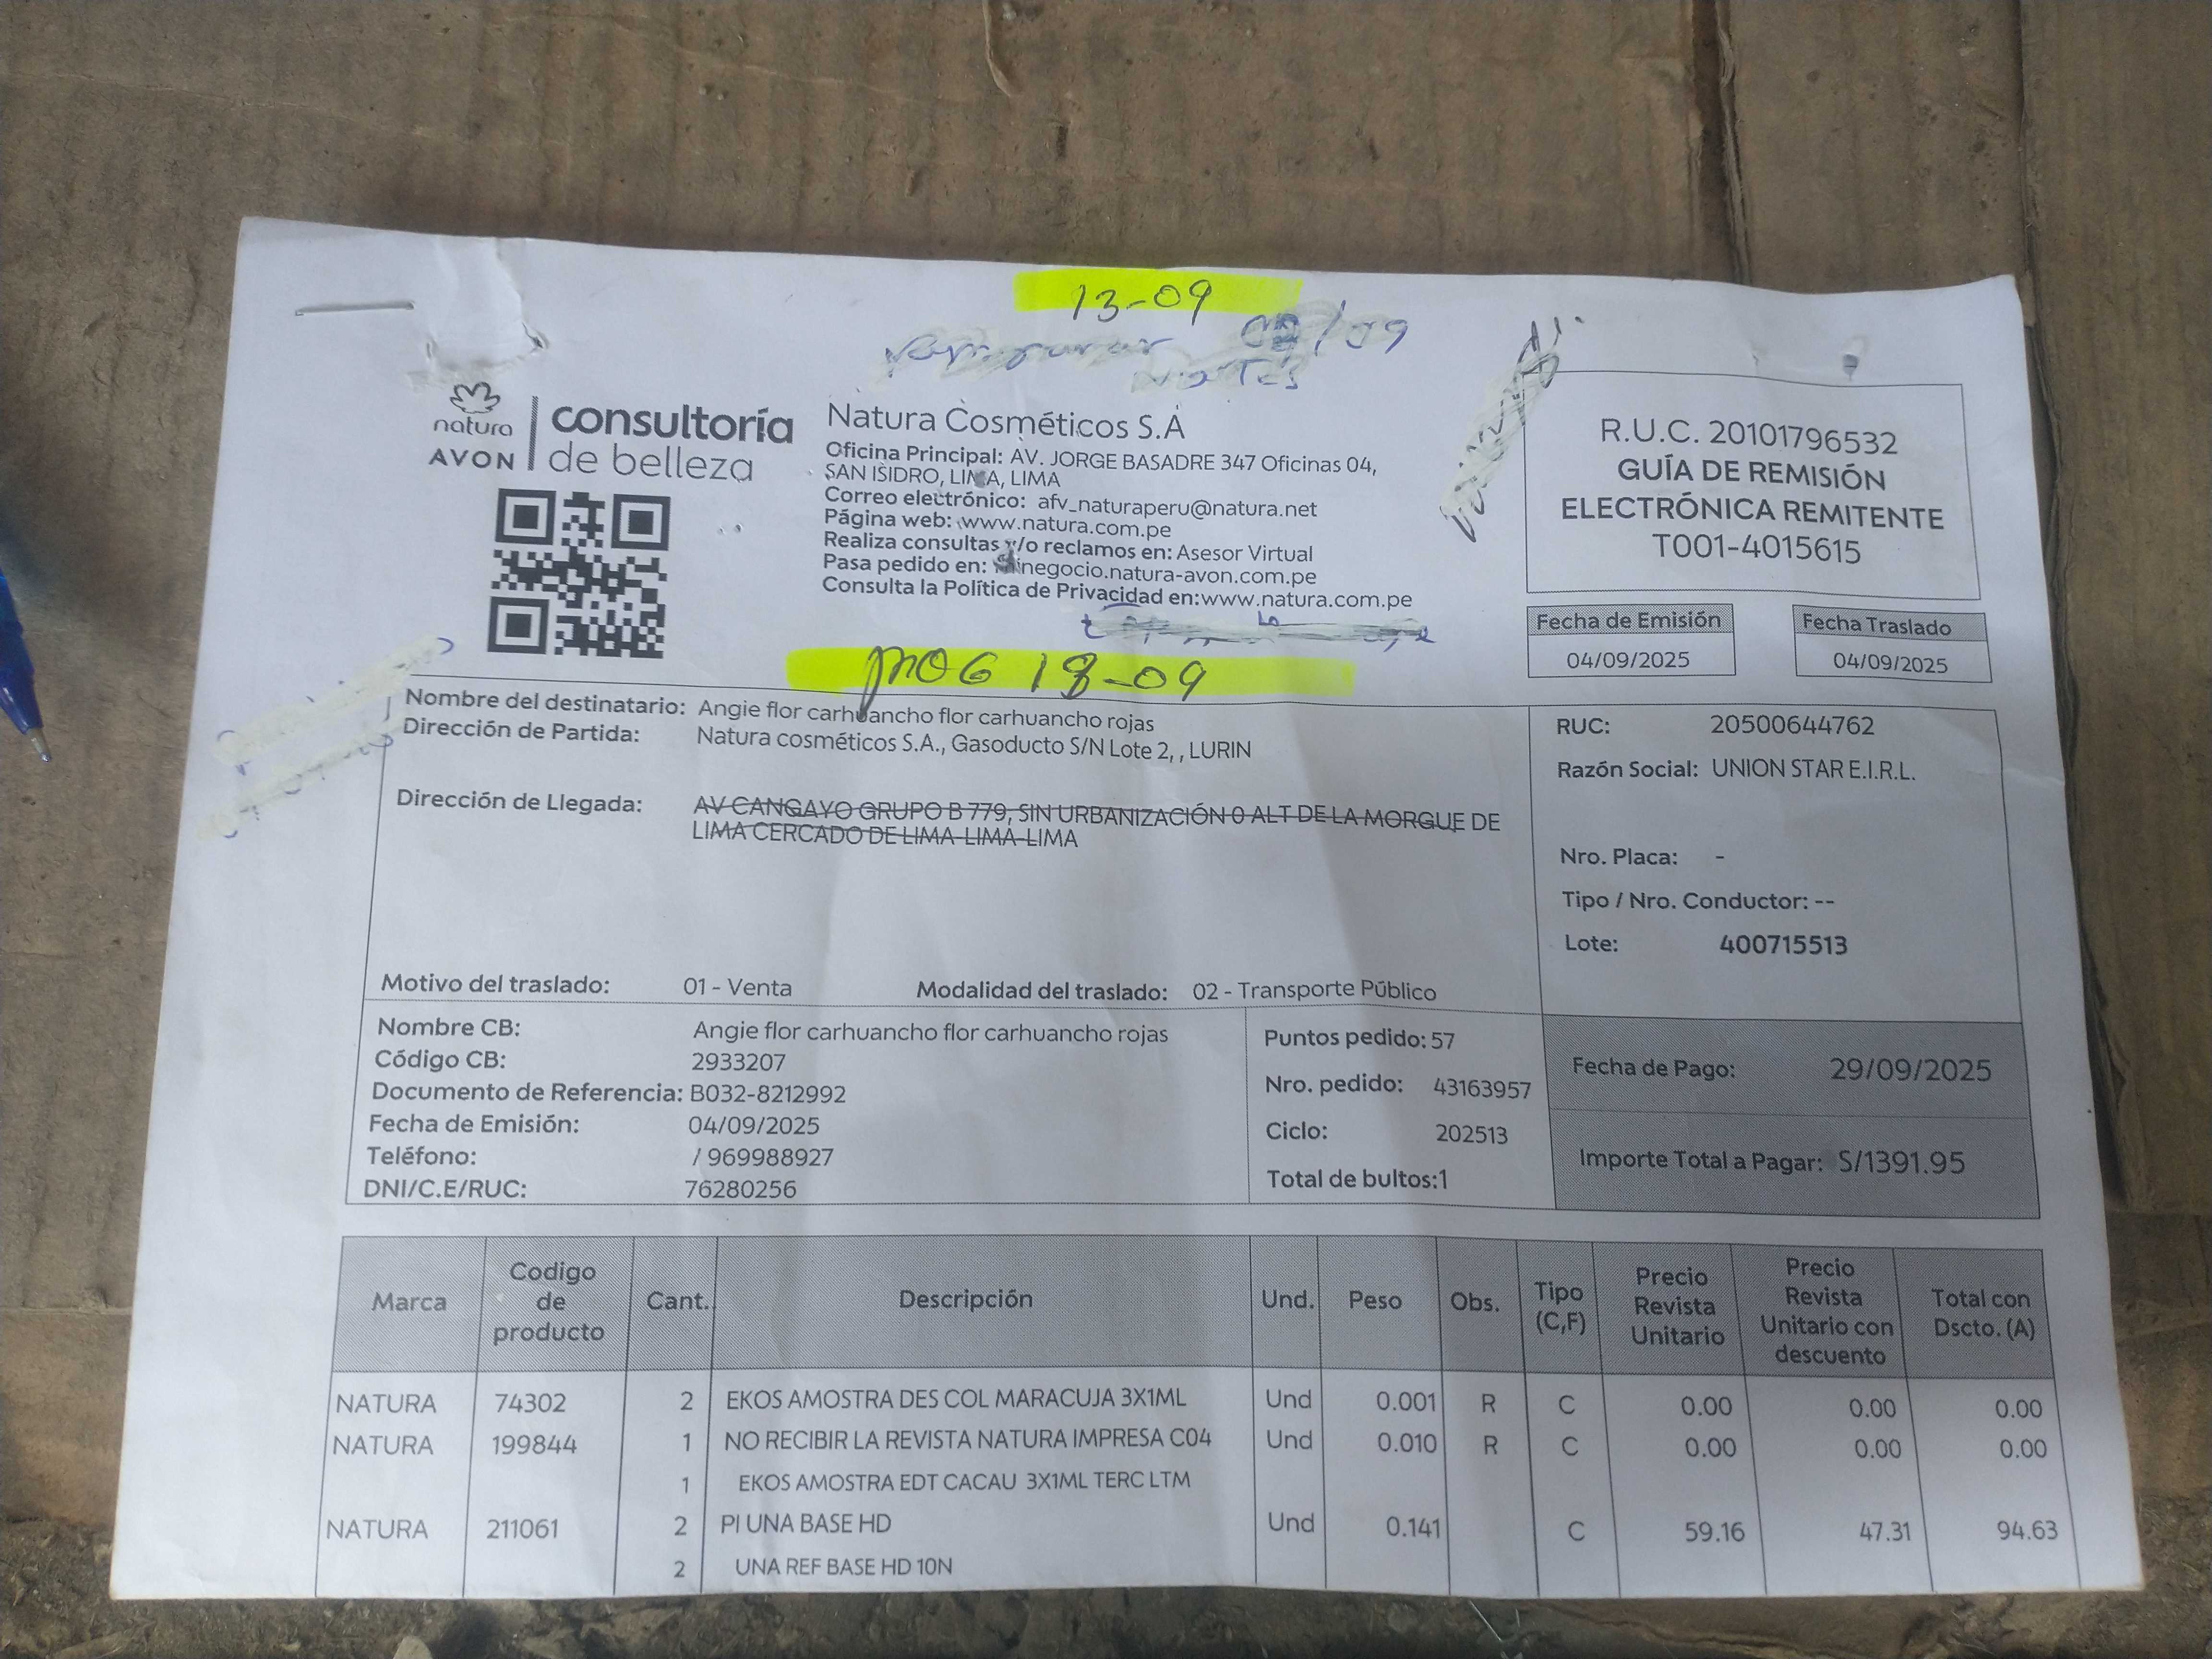 13-09
09/09
natura
AVON
consultoría
de belleza
Natura Cosméticos S.A
Oficina Principal: AV. JORGE BASADRE 347 Oficinas 04,
SAN ISIDRO, LIMA, LIMA
Correo electrónico: afv_naturaperu@natura.net
Página web: www.natura.com.pe
Realiza consultas y/o reclamos en: Asesor Virtual
Pasa pedido en: minegocio.natura-avon.com.pe
Consulta la Política de Privacidad en:www.natura.com.pe
R.U.C. 20101796532
GUÍA DE REMISIÓN
ELECTRÓNICA REMITENTE
T001-4015615
Fecha de Emisión
04/09/2025
Fecha Traslado
04/09/2025
prog 18-09
Nombre del destinatario: Angie flor carhuancho flor carhuancho rojas
Dirección de Partida: Natura cosméticos S.A., Gasoducto S/N Lote 2, , LURIN
Dirección de Llegada: AV CANGAYO GRUPO B 779, SIN URBANIZACIÓN 0 ALT DE LA MORGUE DE
LIMA CERCADO DE LIMA-LIMA-LIMA
Motivo del traslado: 01 - Venta Modalidad del traslado: 02 - Transporte Público
RUC: 20500644762
Razón Social: UNION STAR E.I.R.L.
Nro. Placa: -
Tipo / Nro. Conductor: --
Lote: 400715513
Nombre CB: Angie flor carhuancho flor carhuancho rojas
Código CB: 2933207
Documento de Referencia: B032-8212992
Fecha de Emisión: 04/09/2025
Teléfono: / 969988927
DNI/C.E/RUC: 76280256
Puntos pedido: 57
Nro. pedido: 43163957
Ciclo: 202513
Total de bultos:1
Fecha de Pago: 29/09/2025
Importe Total a Pagar: S/1391.95
Marca Codigo de producto Cant. Descripción Und. Peso Obs. Tipo (C,F) Precio Revista Unitario Precio Revista Unitario con descuento Total con Dscto. (A)
NATURA 74302 2 EKOS AMOSTRA DES COL MARACUJA 3X1ML Und 0.001 R C 0.00 0.00 0.00
NATURA 199844 1 NO RECIBIR LA REVISTA NATURA IMPRESA C04 Und 0.010 R C 0.00 0.00 0.00
1 EKOS AMOSTRA EDT CACAU 3X1ML TERC LTM
NATURA 211061 2 PI UNA BASE HD Und 0.141 C 59.16 47.31 94.63
2 UNA REF BASE HD 10N